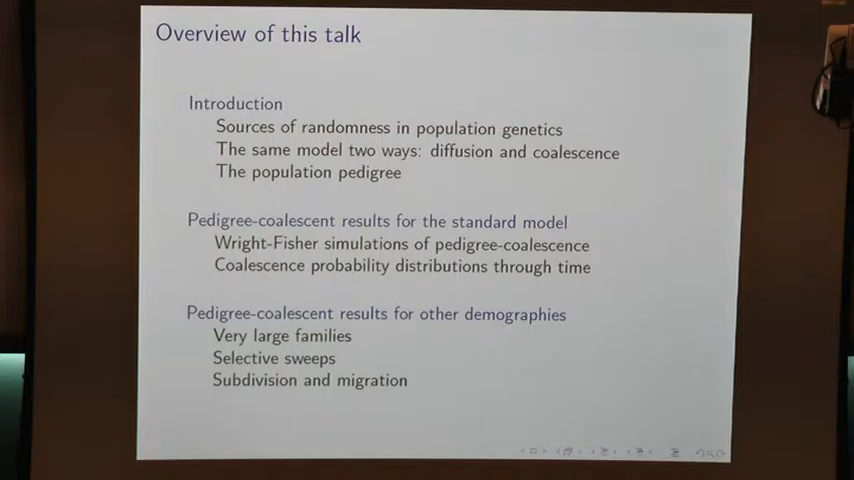 Overview of this talk
Introduction
Sources of randomness in population genetics
The same model two ways: diffusion and coalescence
The population pedigree
Pedigree-coalescent results for the standard model
Wright-Fisher simulations of pedigree-coalescence
Coalescence probability distributions through time
Pedigree-coalescent results for other demographies
Very large families
Selective sweeps
Subdivision and migration